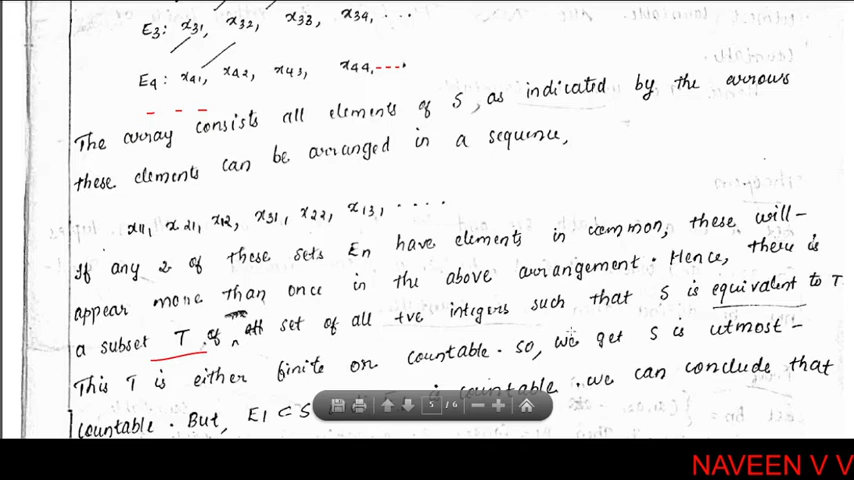 E3: x31, x32, x33, x34, ...
E4: x41, x42, x43, x44, ....
The array consists all elements of S, as indicated by the arrows
these elements can be arranged in a sequence,
x11, x21, x12, x31, x22, x13, ....
If any 2 of these sets En have elements in common, these will-
appear more than once in the above arrangement. Hence, there is
a subset T of set of all +ve integers such that S is equivalent to T.
This T is either finite or countable. So, we get S is utmost-
countable. But, E1 ⊂ S is countable. we can conclude that
5 / 6
NAVEEN V V